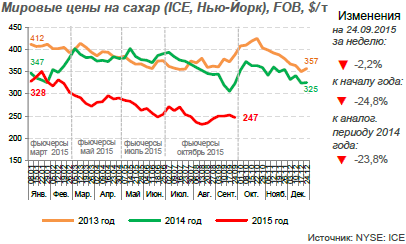 Мировые цены на сахар (ICE, Нью-Йорк), FOB, $/т
Изменения
на 24.09.2015
за неделю:
-2,2%
к началу года:
-24,8%
к аналог.
периоду 2014
года:
-23,8%
450
400
350
300
250
200
150
412
347
328
357
325
247
фьючерсы март 2015
фьючерсы май 2015
фьючерсы июль 2015
фьючерсы октябрь 2015
Янв. Фев. Март Апр. Май Июн. Июл. Авг. Сент. Окт. Нояб. Дек.
2013 год 2014 год 2015 год
Источник: NYSE: ICE